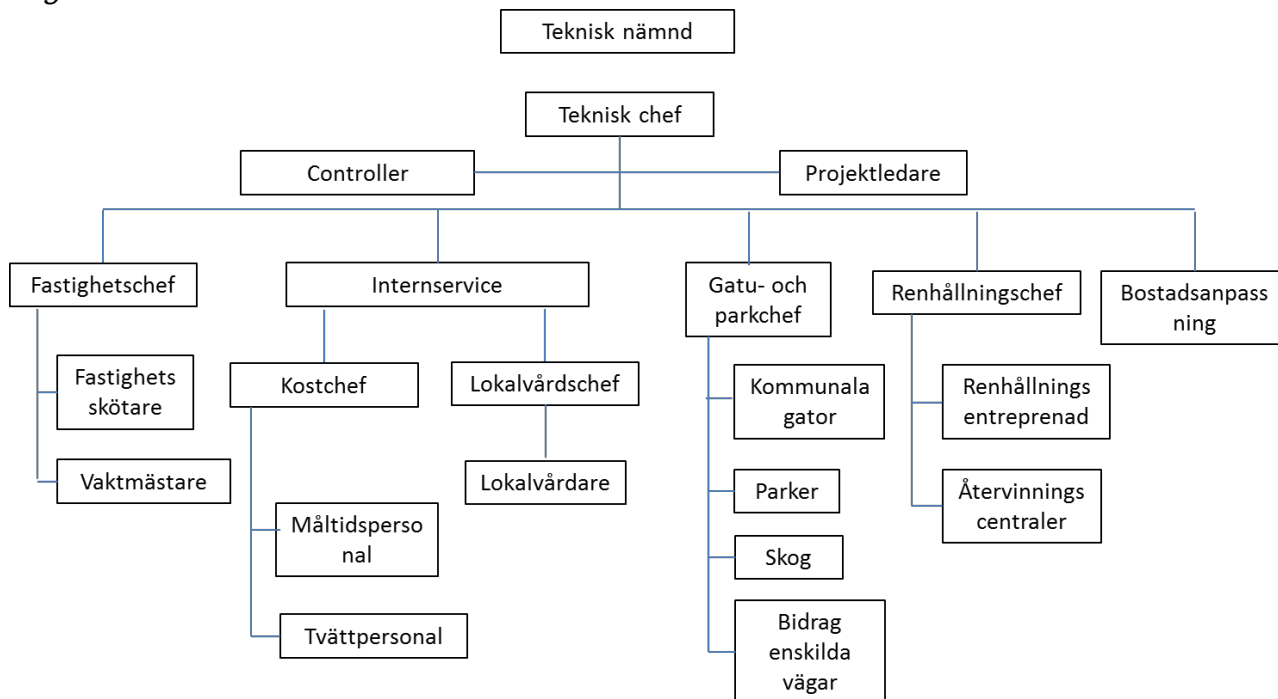 Teknisk nämnd
Teknisk chef
Controller
Projektledare
Fastighetschef
Internservice
Gatu- och
parkchef
Renhållningschef
Bostadsanpass
ning
Fastighets
skötare
Vaktmästare
Kostchef
Lokalvårdschef
Lokalvårdare
Måltidsperso
nal
Tvättpersonal
Kommunala
gator
Parker
Skog
Bidrag
enskilda
vägar
Renhållnings
entreprenad
Återvinnings
centraler